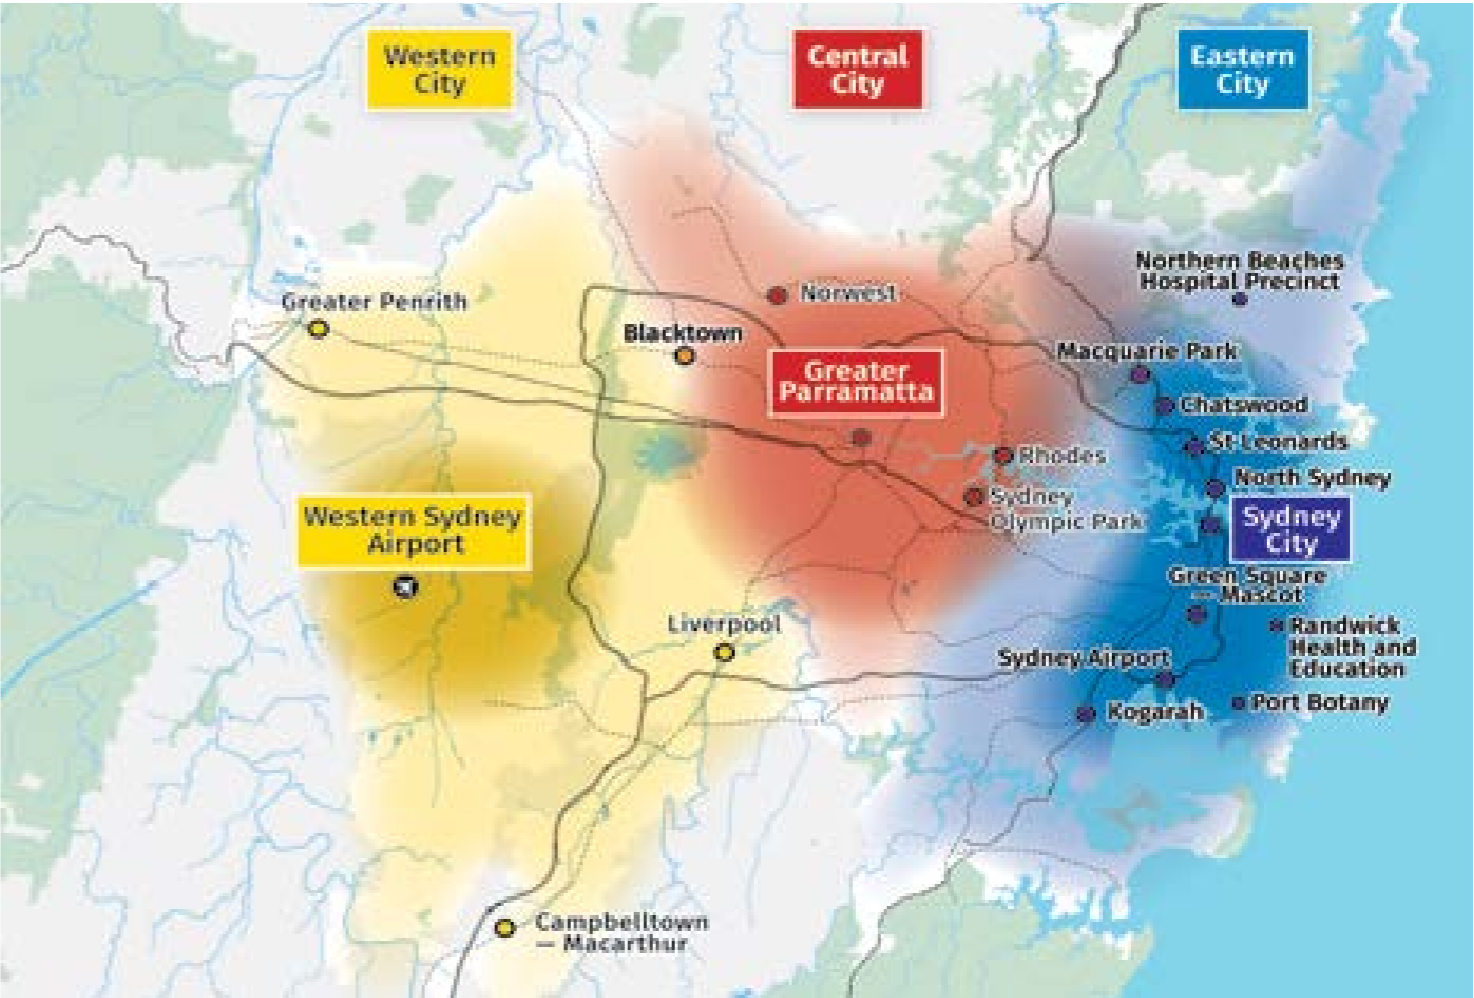 Western
City
Central
City
Eastern
City
Northern Beaches
Hospital Precinct
Greater Penrith
Norwest
Blacktown
Macquarie Park
Greater
Parramatta
Chatswood
St Leonards
Rhodes
North Sydney
Sydney
Olympic Park
Western Sydney
Airport
Sydney
City
Green Square
— Mascot
Liverpool
Randwick
Health and
Education
Sydney Airport
Port Botany
Kogarah
Campbelltown
— Macarthur